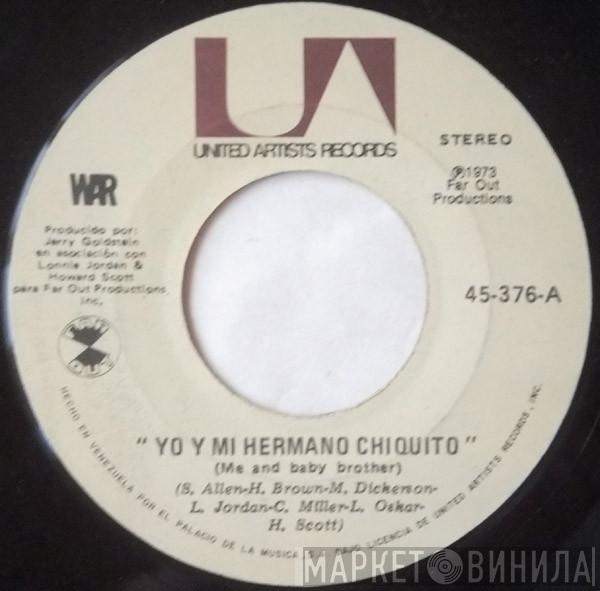 UA
UNITED ARTISTS RECORDS
STEREO
℗1973
Far Out
Productions
WAR
Producido por:
Jerry Goldstein
en asociación con
Lonnie Jordan &
Howard Scott
para Far Out Productions,
Inc.
45-376-A
" YO Y MI HERMANO CHIQUITO "
(Me and baby brother)
(S. Allen-H. Brown-M. Dickerson-
L. Jordan-C. Miller-L. Oskar-
H. Scott)
HECHO EN VENEZUELA POR EL PALACIO DE LA MUSICA S. BAJO LICENCIA DE UNITED ARTISTS RECORDS, INC.
МАРКЕТ ВИНИЛА